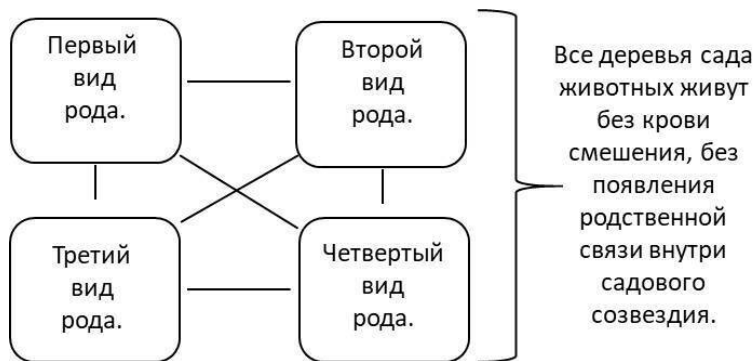 Первый
вид
рода.
Второй
вид
рода.
Третий
вид
рода.
Четвертый
вид
рода.
Все деревья сада
животных живут
без крови
смешения, без
появления
родственной
связи внутри
садового
созвездия.